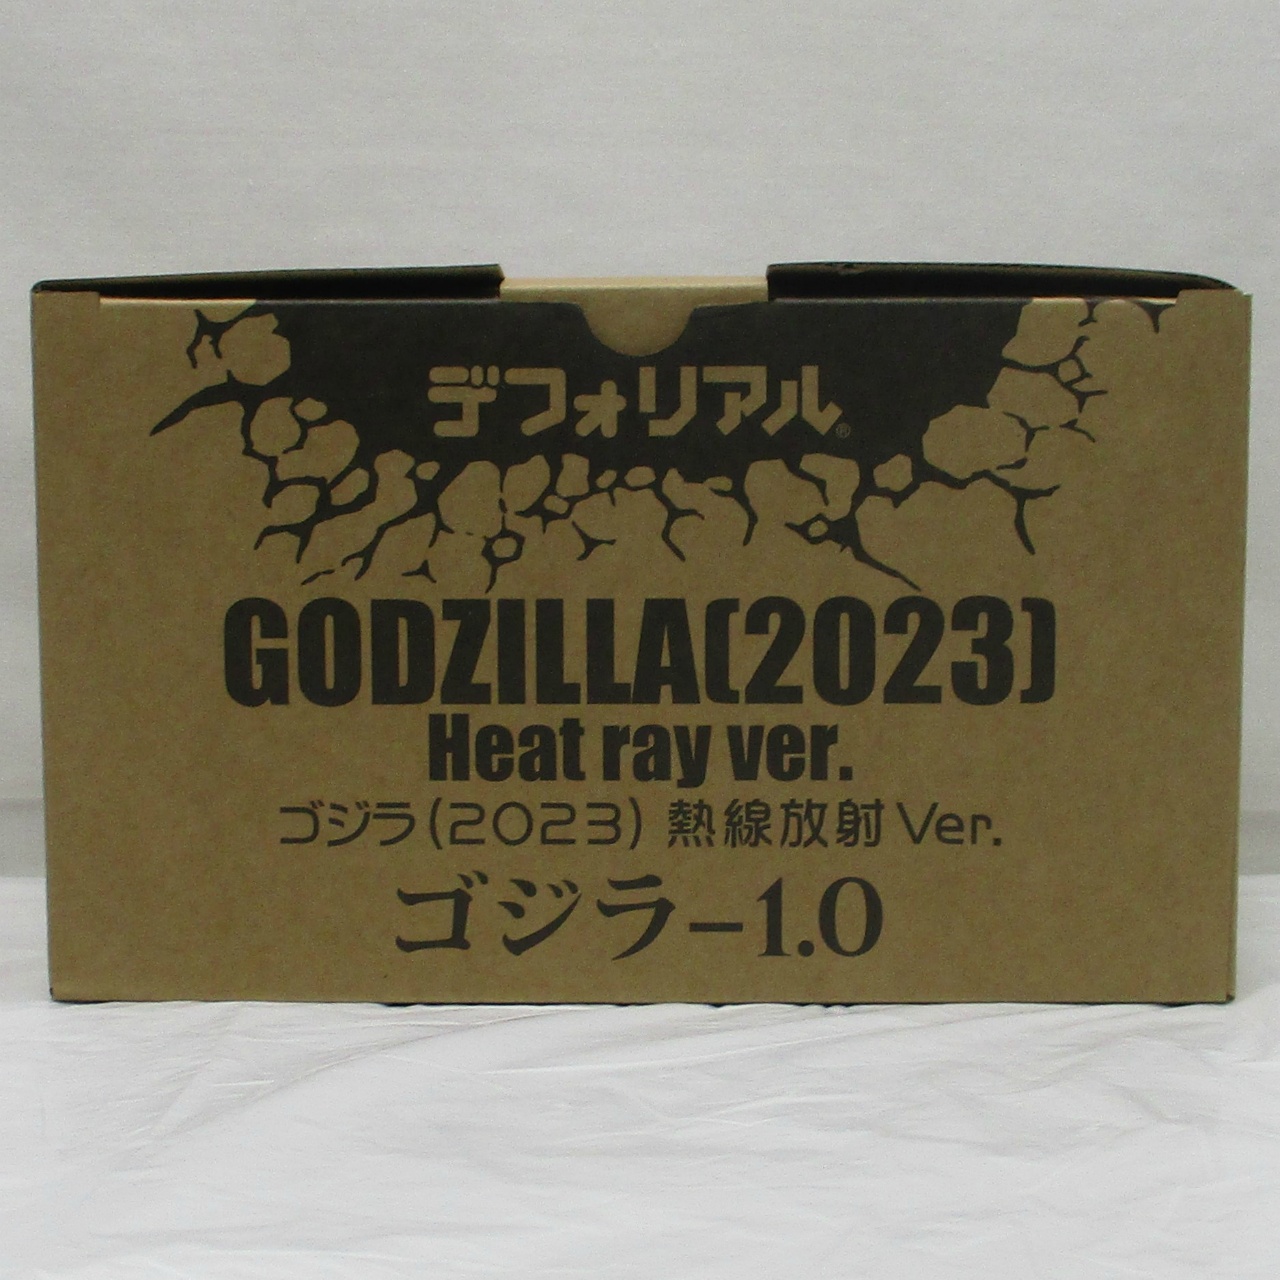 デフォリアル®
GODZILLA(2023)
Heat ray ver.
ゴジラ(2023) 熱線放射 Ver.
ゴジラ-1.0